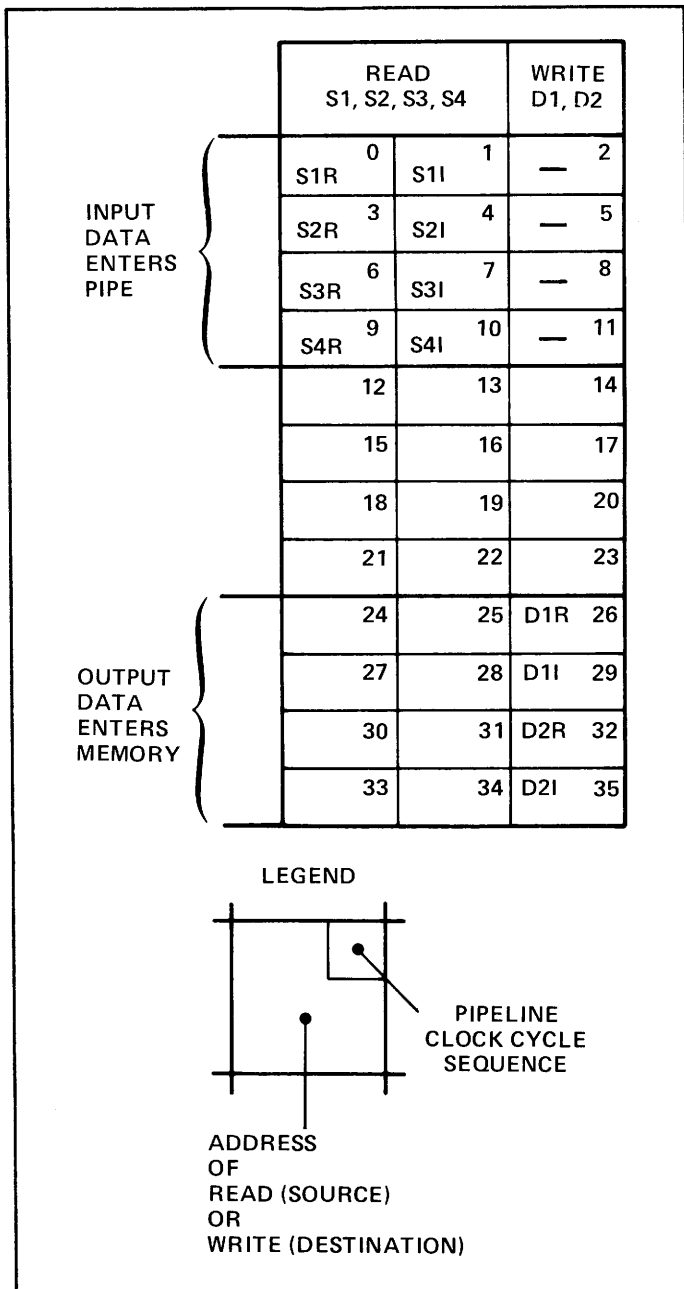 READ WRITE
S1, S2, S3, S4 D1, D2
INPUT
DATA
ENTERS
PIPE
S1R 0 S1I 1 — 2
S2R 3 S2I 4 — 5
S3R 6 S3I 7 — 8
S4R 9 S4I 10 — 11
12 13 14
15 16 17
18 19 20
21 22 23
OUTPUT
DATA
ENTERS
MEMORY
24 25 D1R 26
27 28 D1I 29
30 31 D2R 32
33 34 D2I 35
LEGEND
PIPELINE
CLOCK CYCLE
SEQUENCE
ADDRESS
OF
READ (SOURCE)
OR
WRITE (DESTINATION)